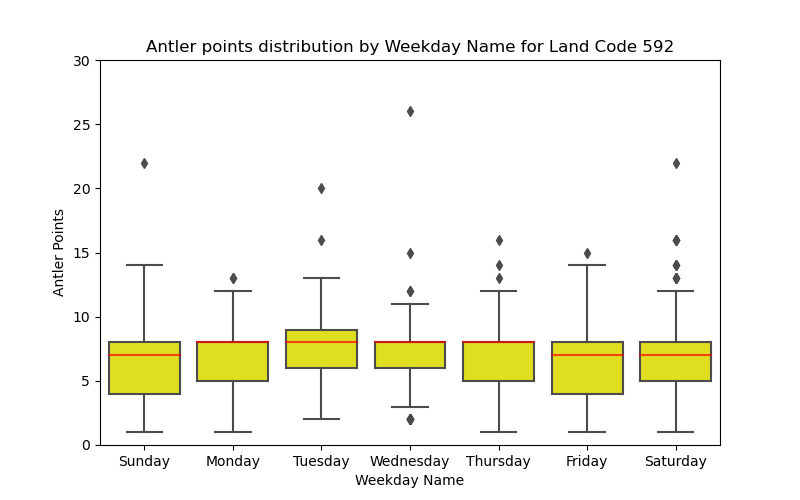 Antler points distribution by Weekday Name for Land Code 592
30
25
20
15
10
5
0
Antler Points
Sunday Monday Tuesday Wednesday Thursday Friday Saturday
Weekday Name